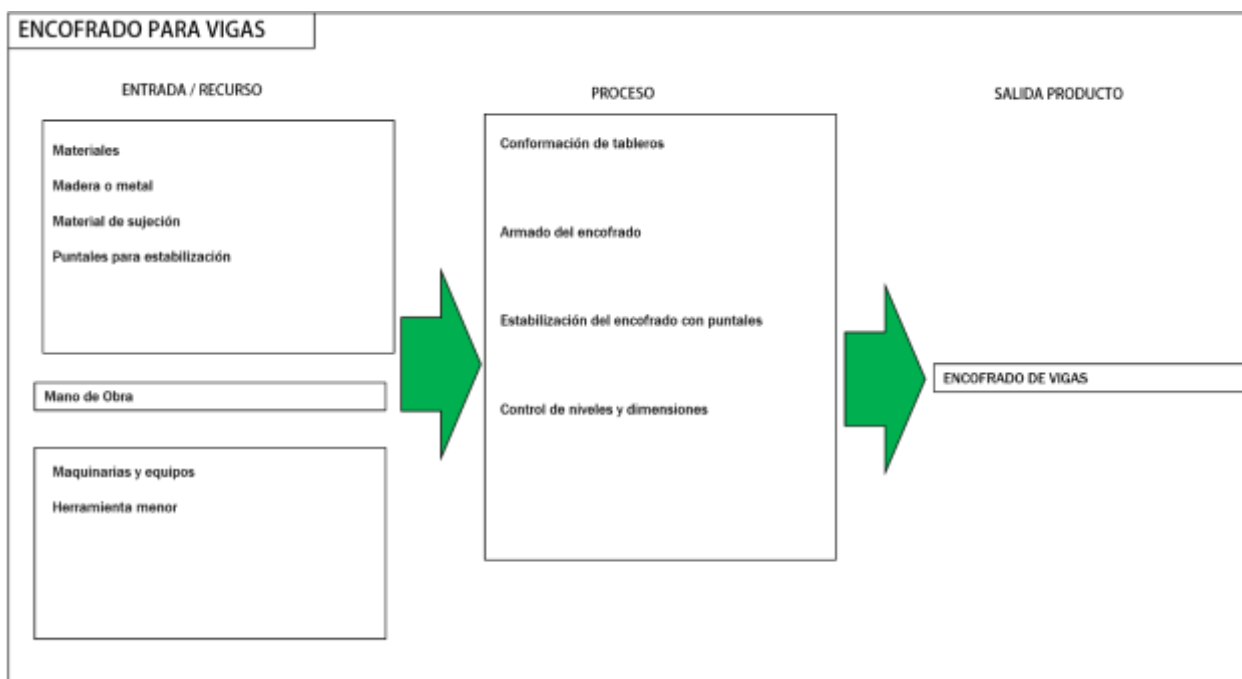 ENCOFRADO PARA VIGAS
ENTRADA / RECURSO
Materiales
Madera o metal
Material de sujeción
Puntales para estabilización
Mano de Obra
Maquinarias y equipos
Herramienta menor
PROCESO
Conformación de tableros
Armado del encofrado
Estabilización del encofrado con puntales
Control de niveles y dimensiones
SALIDA PRODUCTO
ENCOFRADO DE VIGAS